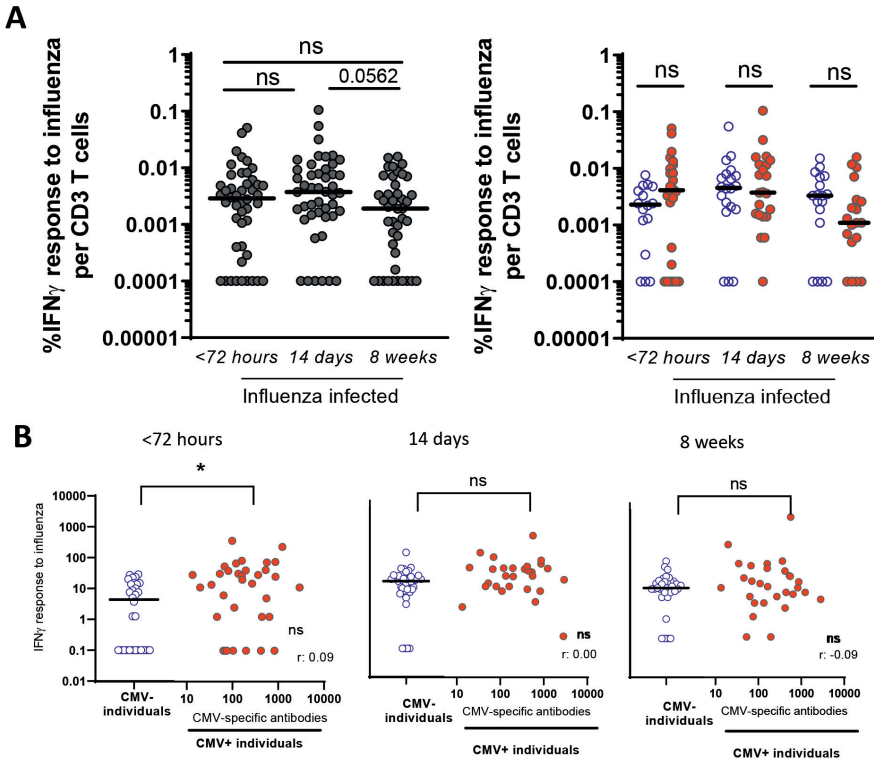 A
%IFNγ response to influenza
per CD3 T cells
1
0.1
0.01
0.001
0.0001
0.00001
ns
ns
0.0562
<72 hours
14 days
8 weeks
Influenza infected
%IFNγ response to influenza
per CD3 T cells
1
0.1
0.01
0.001
0.0001
0.00001
ns
ns
ns
<72 hours
14 days
8 weeks
Influenza infected
B
<72 hours
14 days
8 weeks
IFNγ response to influenza
10000
1000
100
10
1
0.1
0.01
*
ns
r: 0.09
CMV-
individuals
10 100 1000 10000
CMV-specific antibodies
CMV+ individuals
ns
ns
r: 0.00
CMV-
individuals
10 100 1000 10000
CMV-specific antibodies
CMV+ individuals
ns
ns
r: -0.09
CMV-
individuals
10 100 1000 10000
CMV-specific antibodies
CMV+ individuals